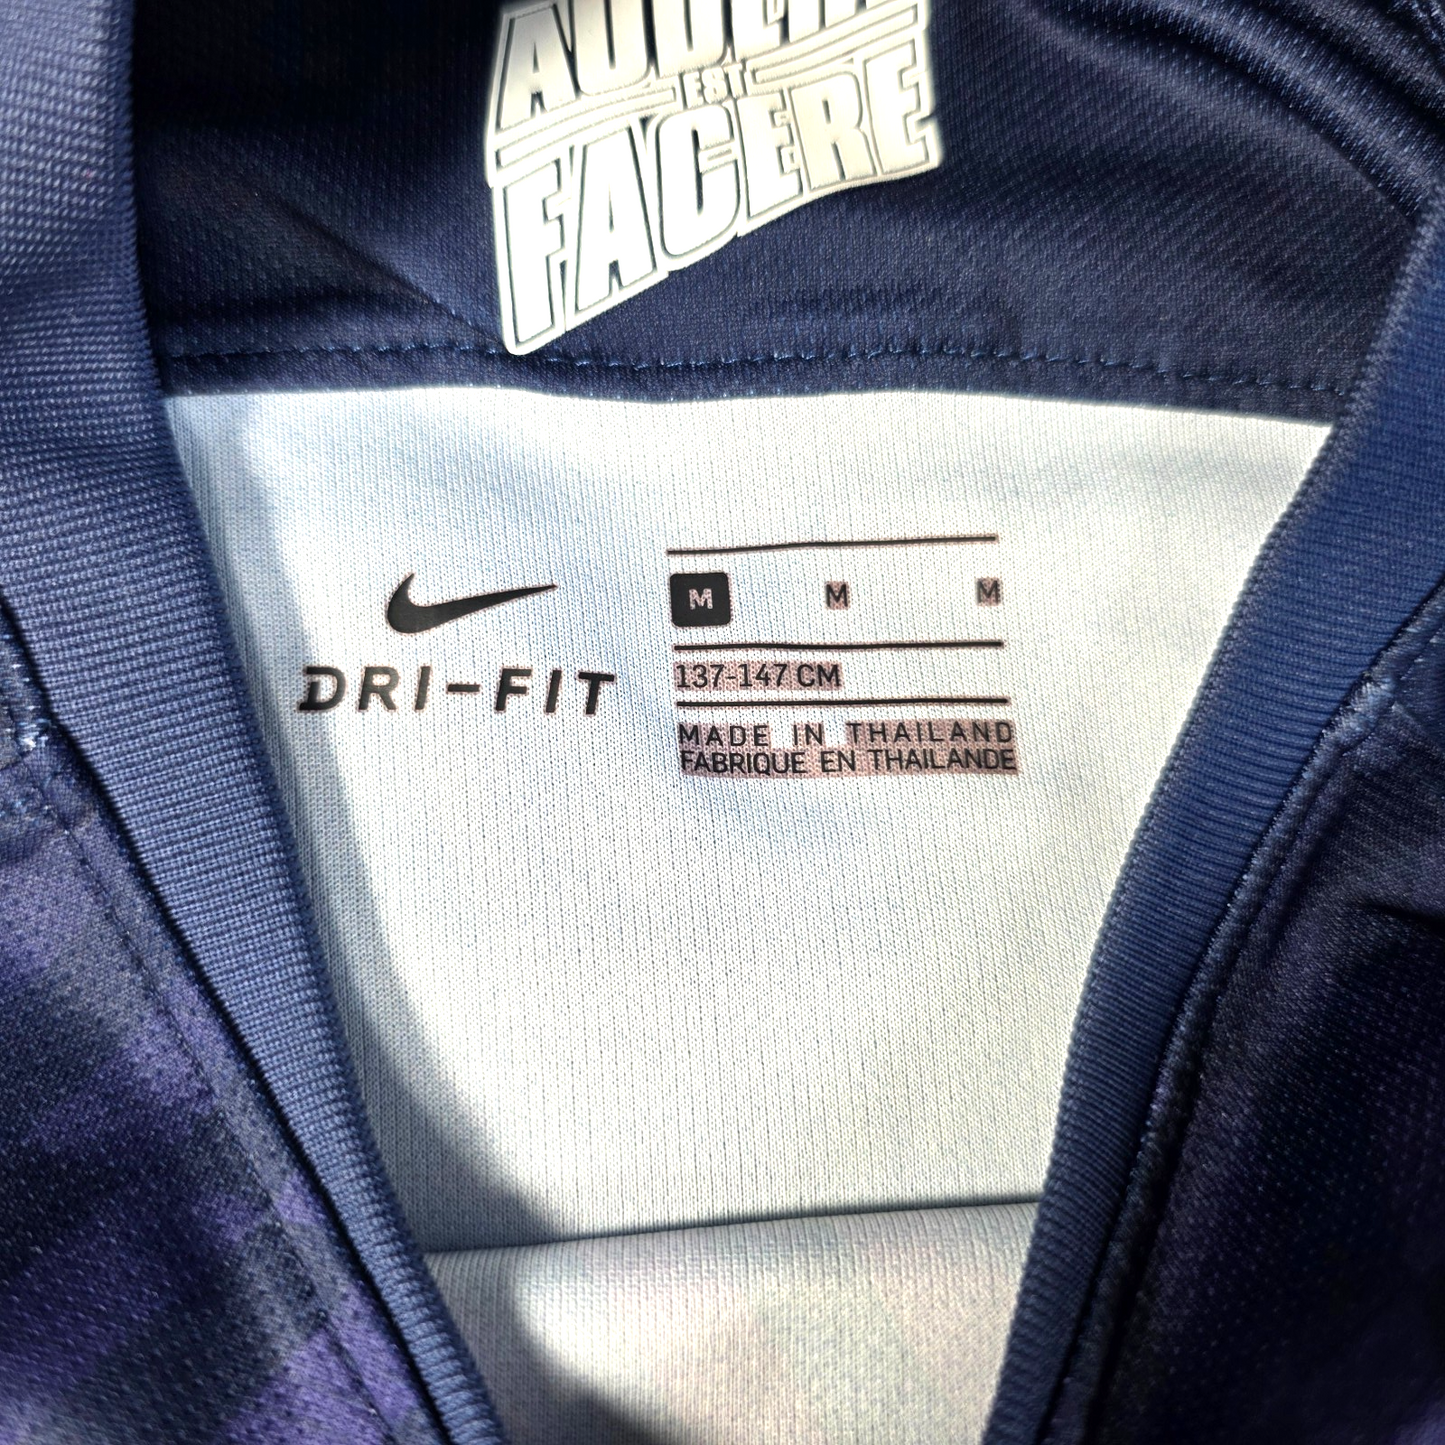 AUDERE
EST
FACERE
DRI-FIT
M M M
137-147 CM
MADE IN THAILAND
FABRIQUE EN THAILANDE